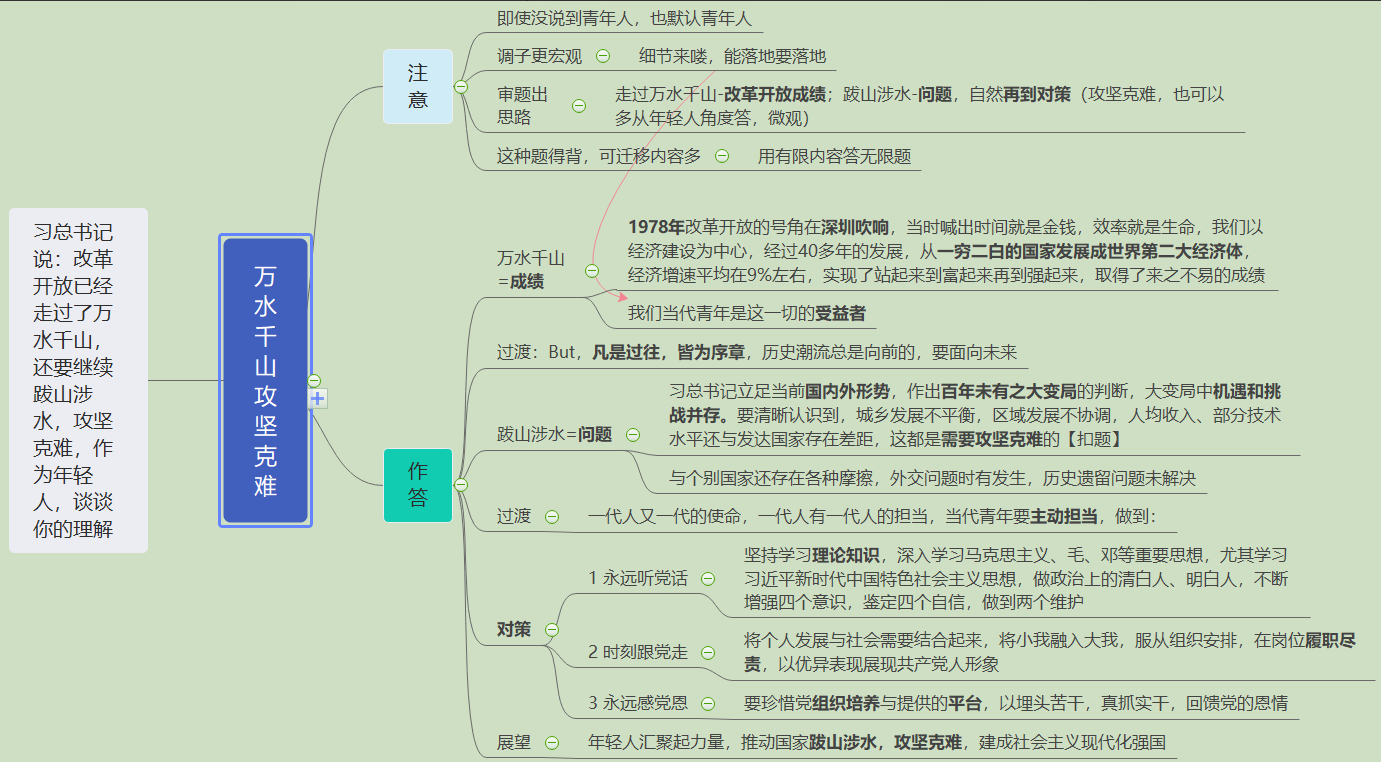 习总书记
说：改革
开放已经
走过了万
水千山，
还要继续
跋山涉
水，攻坚
克难，作
为年轻
人，谈谈
你的理解
万
水
千
山
攻
坚
克
难
注
意
即使没说到青年人，也默认青年人
调子更宏观
细节来喽，能落地要落地
审题出
思路
走过万水千山-改革开放成绩；跋山涉水-问题，自然再到对策（攻坚克难，也可以
多从年轻人角度答，微观）
这种题得背，可迁移内容多
用有限内容答无限题
作
答
万水千山
=成绩
1978年改革开放的号角在深圳吹响，当时喊出时间就是金钱，效率就是生命，我们以
经济建设为中心，经过40多年的发展，从一穷二白的国家发展成世界第二大经济体，
经济增速平均在9%左右，实现了站起来到富起来再到强起来，取得了来之不易的成绩
我们当代青年是这一切的受益者
过渡：But，凡是过往，皆为序章，历史潮流总是向前的，要面向未来
跋山涉水=问题
习总书记立足当前国内外形势，作出百年未有之大变局的判断，大变局中机遇和挑
战并存。要清晰认识到，城乡发展不平衡，区域发展不协调，人均收入、部分技术
水平还与发达国家存在差距，这都是需要攻坚克难的【扣题】
与个别国家还存在各种摩擦，外交问题时有发生，历史遗留问题未解决
过渡
一代人又一代的使命，一代人有一代人的担当，当代青年要主动担当，做到：
对策
1 永远听党话
坚持学习理论知识，深入学习马克思主义、毛、邓等重要思想，尤其学习
习近平新时代中国特色社会主义思想，做政治上的清白人、明白人，不断
增强四个意识，鉴定四个自信，做到两个维护
2 时刻跟党走
将个人发展与社会需要结合起来，将小我融入大我，服从组织安排，在岗位履职尽
责，以优异表现展现共产党人形象
3 永远感党恩
要珍惜党组织培养与提供的平台，以埋头苦干，真抓实干，回馈党的恩情
展望
年轻人汇聚起力量，推动国家跋山涉水，攻坚克难，建成社会主义现代化强国